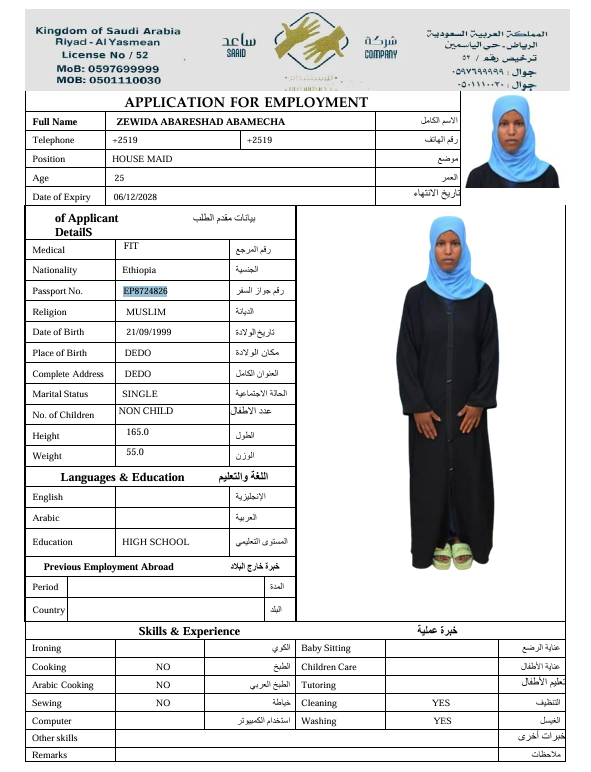 Kingdom of Saudi Arabia
Riyad - Al Yasmean
License No / 52
MoB: 0597699999
MOB: 0501110030
ساعد
SAAID
شركة
COMPANY
المملكة العربية السعودية
الرياض - حي الياسمين
ترخيص رقم / ٥٢
جوال : ٠٥٩٧٦٩٩٩٩٩
جوال : ٠٥٠١١١٠٠٣٠
APPLICATION FOR EMPLOYMENT
Full Name ZEWIDA ABARESHAD ABAMECHA الاسم الكامل
Telephone +2519 +2519 رقم الهاتف
Position HOUSE MAID موضع
Age 25 العمر
Date of Expiry 06/12/2028 تاريخ الانتهاء
of Applicant بيانات مقدم الطلب
DetailS
Medical FIT رقم المرجع
Nationality Ethiopia الجنسية
Passport No. EP8724826 رقم جواز السفر
Religion MUSLIM الديانة
Date of Birth 21/09/1999 تاريخ الولادة
Place of Birth DEDO مكان الولادة
Complete Address DEDO العنوان الكامل
Marital Status SINGLE الحالة الاجتماعية
No. of Children NON CHILD عدد الاطفال
Height 165.0 الطول
Weight 55.0 الوزن
Languages & Education اللغة والتعليم
English الإنجليزية
Arabic العربية
Education HIGH SCHOOL المستوى التعليمي
Previous Employment Abroad خبرة خارج البلاد
Period المدة
Country البلد
Skills & Experience خبرة عملية
Ironing الكوي Baby Sitting عناية الرضع
Cooking NO الطبخ Children Care عناية الأطفال
Arabic Cooking NO الطبخ العربي Tutoring تعليم الأطفال
Sewing NO خياطة Cleaning YES التنظيف
Computer استخدام الكمبيوتر Washing YES الغسيل
Other skills خبرات أخرى
Remarks ملاحظات